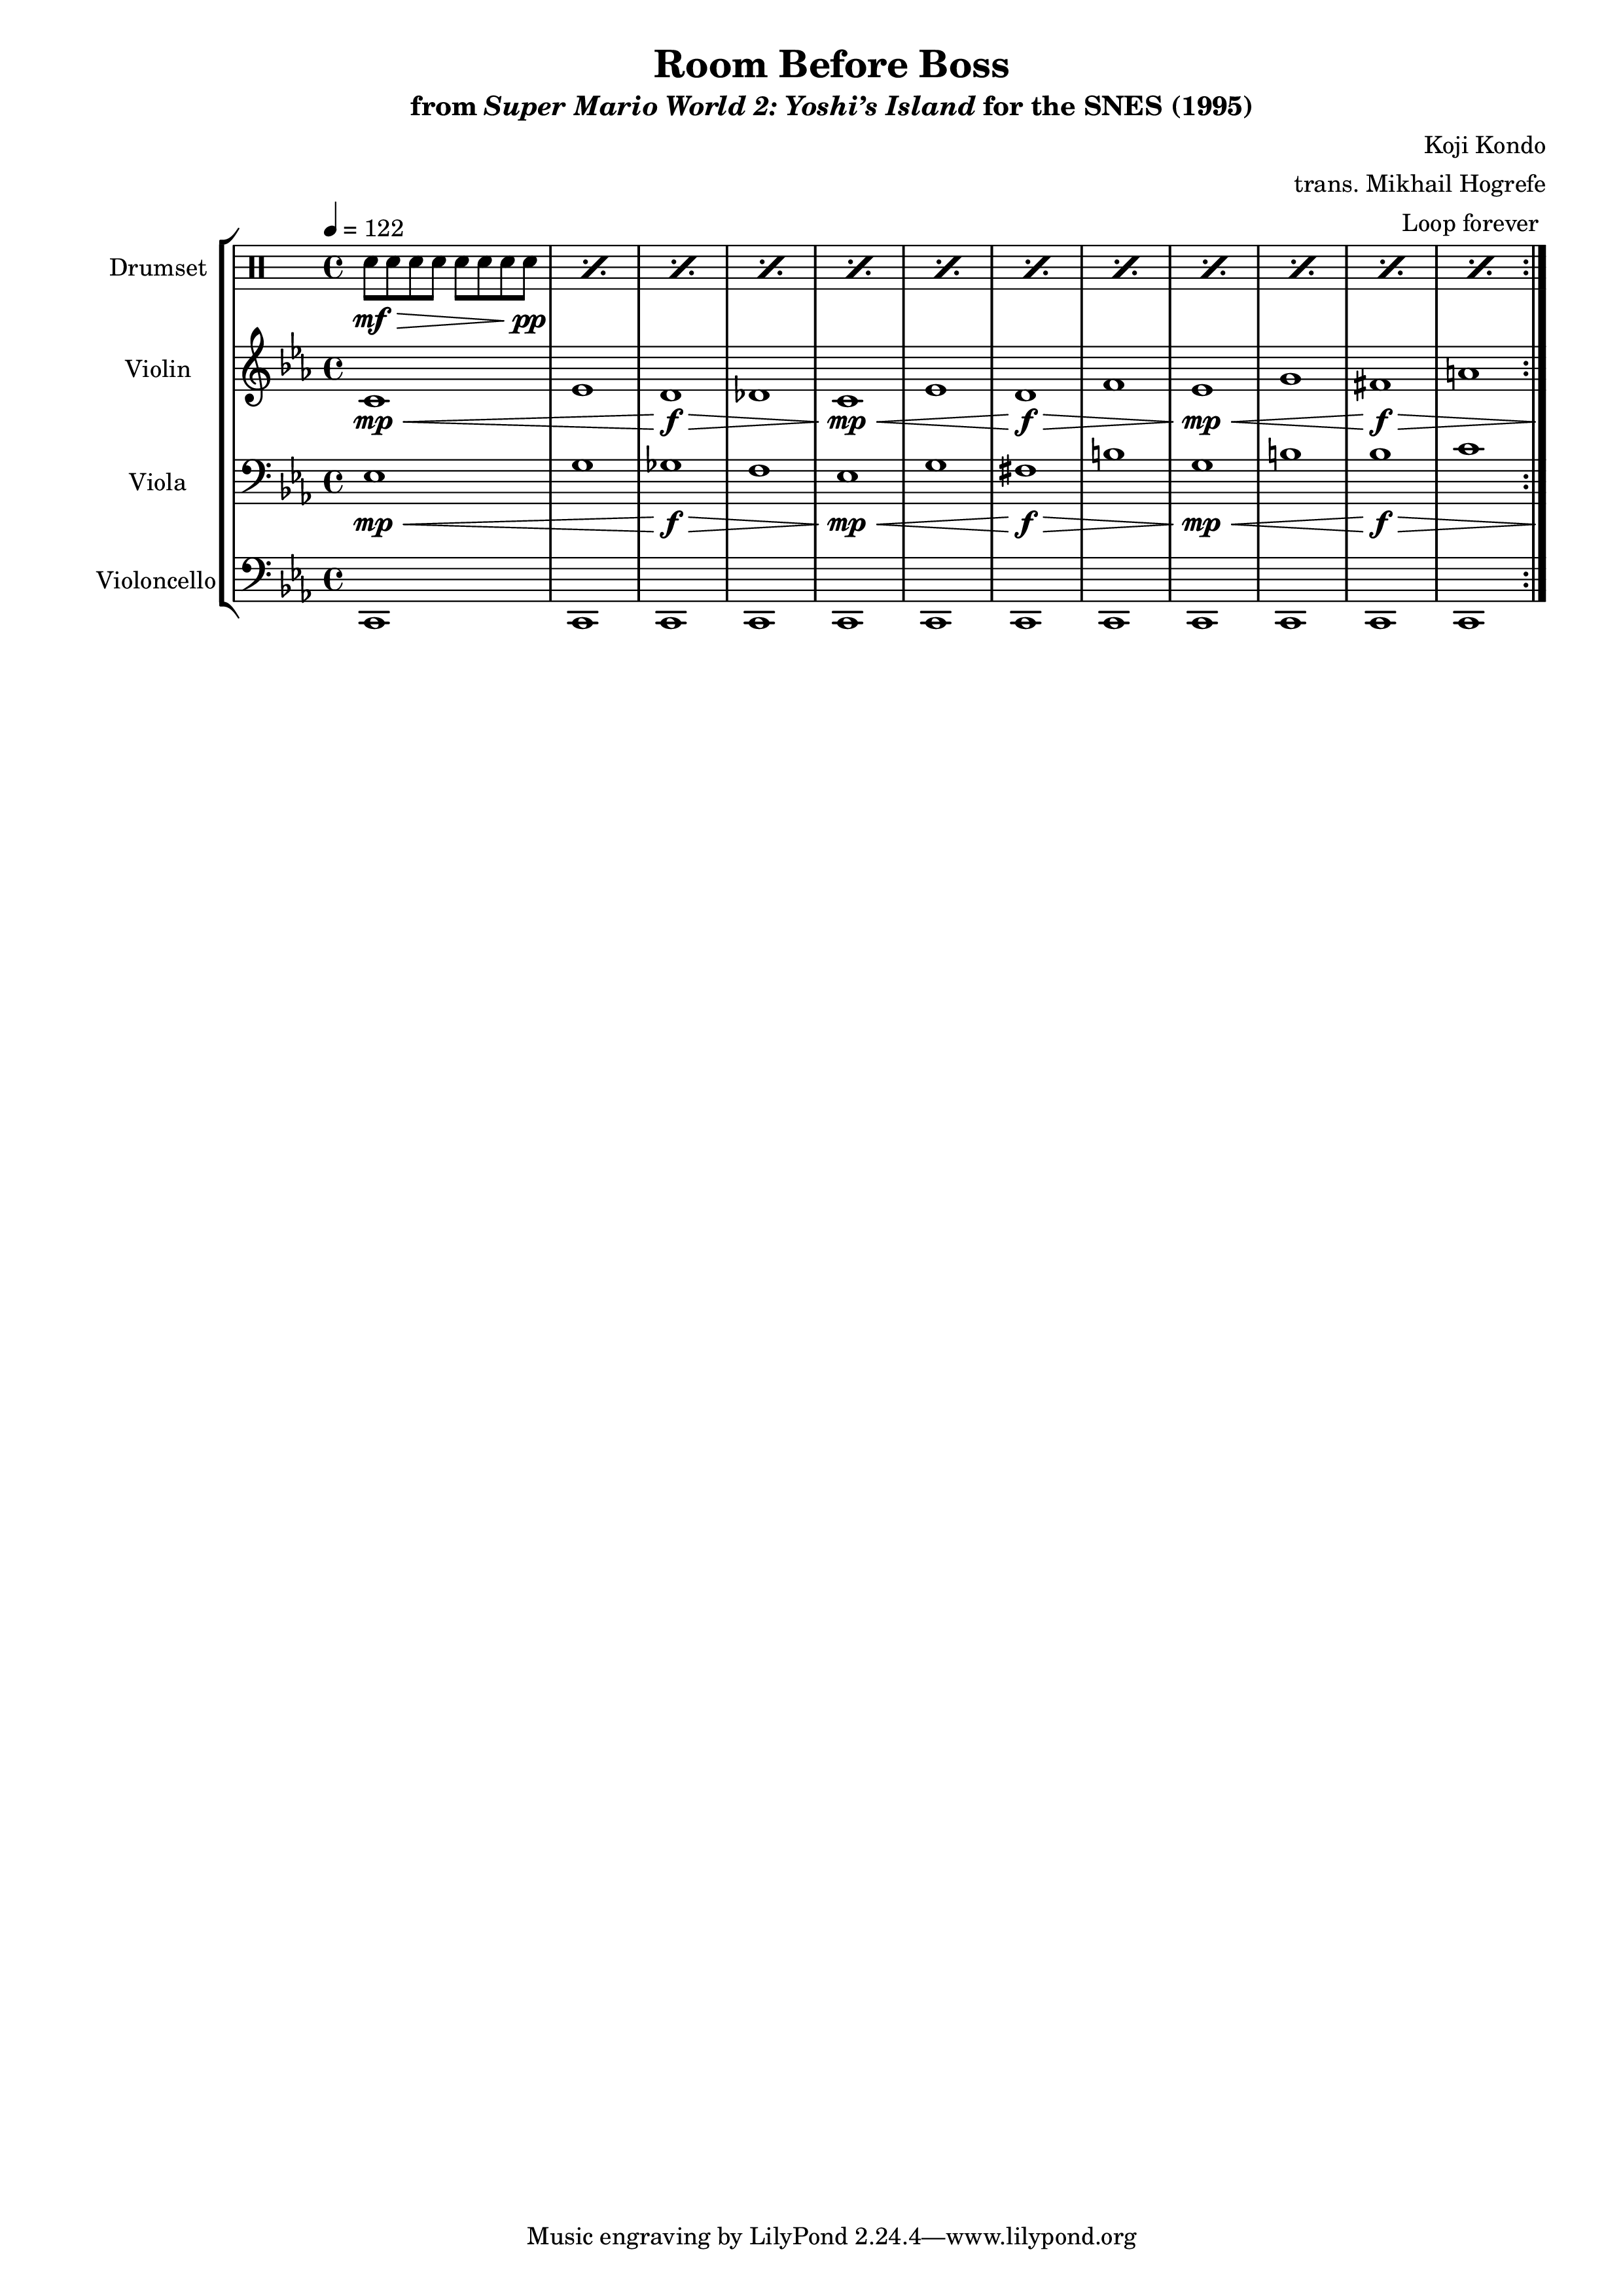 Room Before Boss
from Super Mario World 2: Yoshi’s Island for the SNES (1995)
Koji Kondo
trans. Mikhail Hogrefe
= 122
Loop forever
Drumset
mf pp
Violin
mp f mp f mp f
Viola
mp f mp f mp f
Violoncello
Music engraving by LilyPond 2.24.4—www.lilypond.org